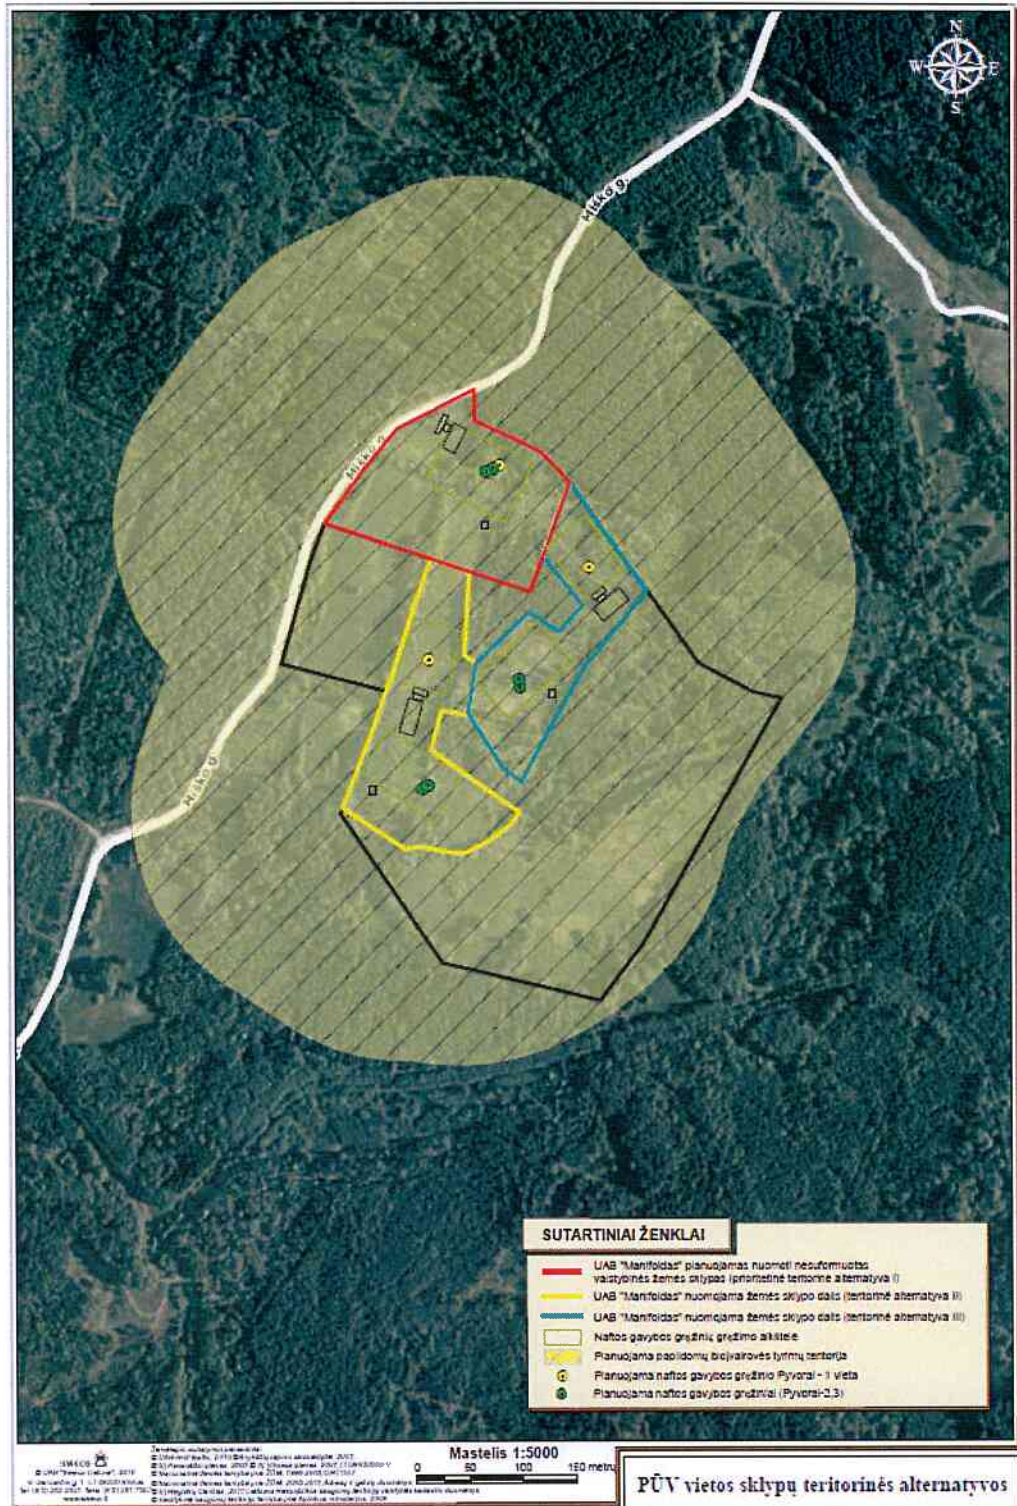 N
W E
S
Miško g.
Miško g.
Miško g.
SUTARTINIAI ŽENKLAI
UAB "Manifoldas" planuojamas nuomoti nesuformuotas
valstybinės žemės sklypas (prioritetinė teritorinė alternatyva I)
UAB "Manifoldas" nuomojama žemės sklypo dalis (teritorinė alternatyva II)
UAB "Manifoldas" nuomojama žemės sklypo dalis (teritorinė alternatyva III)
Naftos gavybos gręžinių gręžimo aikštelė
Planuojama papildomų bioįvairovės tyrimų teritorija
Planuojama naftos gavybos gręžinio Pyvorai - 1 vieta
Planuojama naftos gavybos gręžiniai (Pyvorai-2,3)
SWECO
Mastelis 1:5000
0 50 100 150 metrų
PŪV vietos sklypų teritorinės alternatyvos